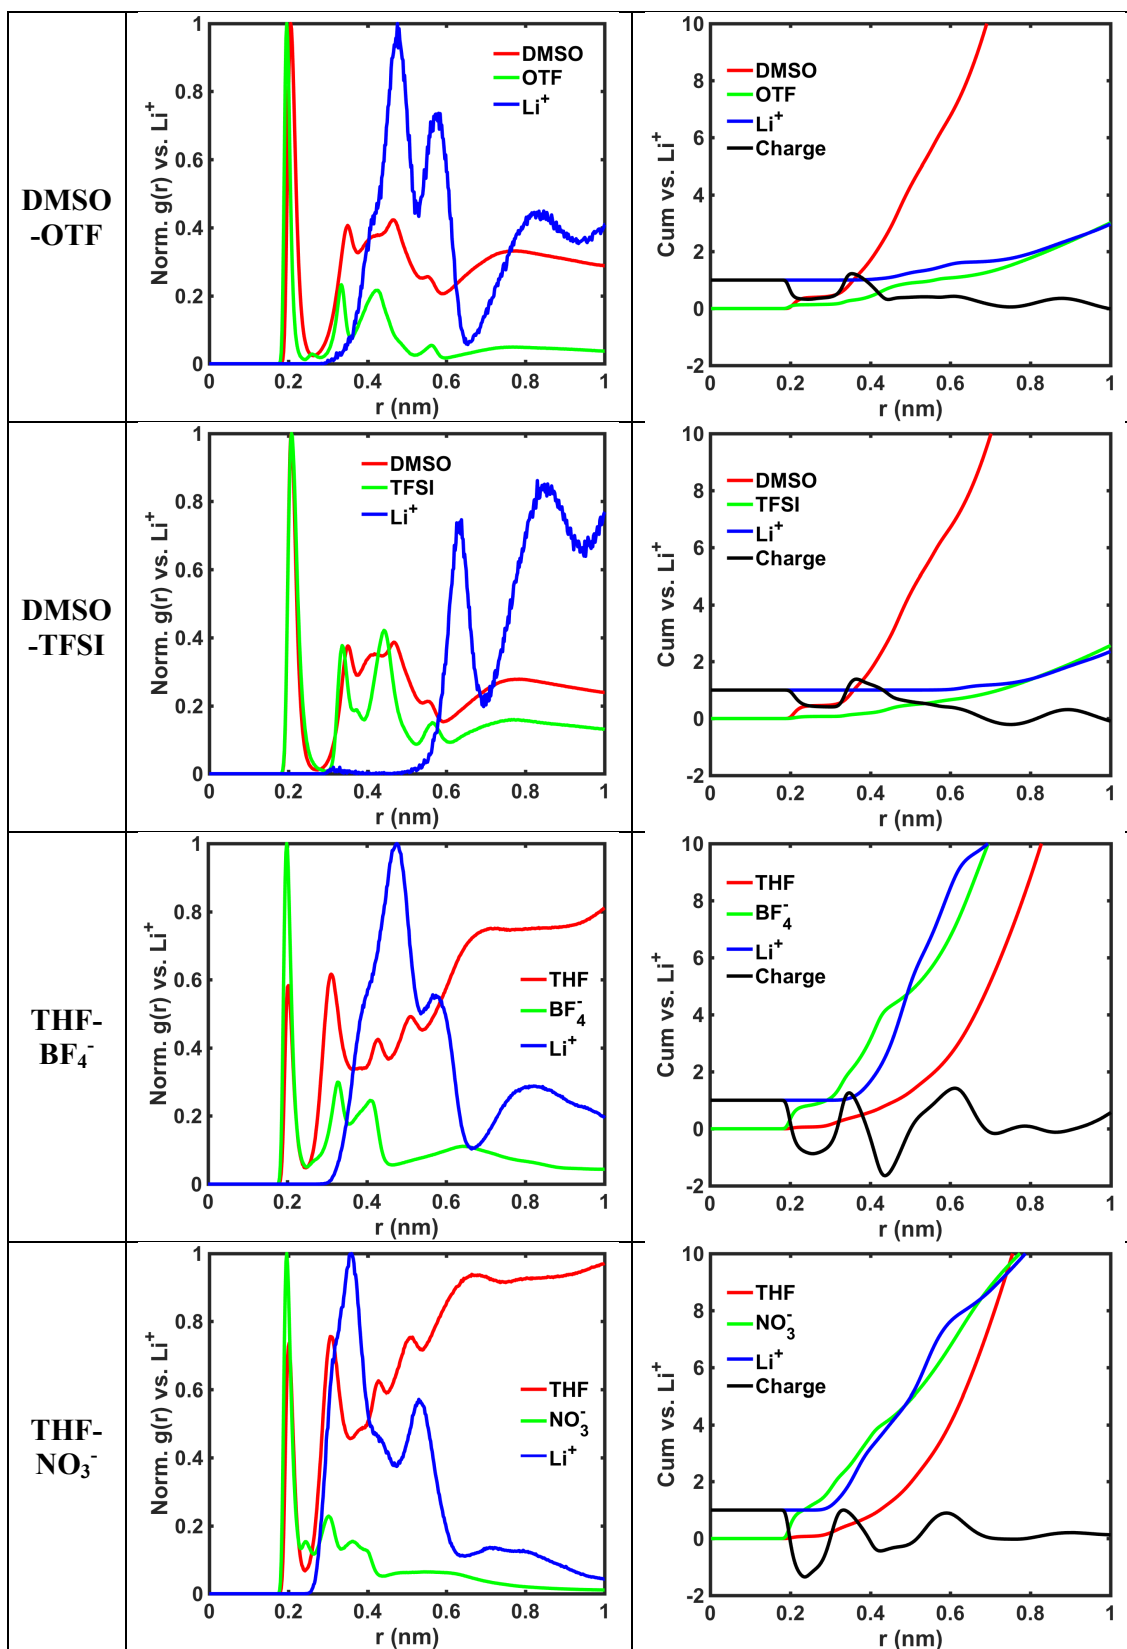 DMSO
-OTF
Norm. g(r) vs. Li+
1
0.8
0.6
0.4
0.2
0
0 0.2 0.4 0.6 0.8 1
r (nm)
DMSO
OTF
Li+
Cum vs. Li+
10
8
6
4
2
0
-2
0 0.2 0.4 0.6 0.8 1
r (nm)
DMSO
OTF
Li+
Charge
DMSO
-TFSI
Norm. g(r) vs. Li+
1
0.8
0.6
0.4
0.2
0
0 0.2 0.4 0.6 0.8 1
r (nm)
DMSO
TFSI
Li+
Cum vs. Li+
10
8
6
4
2
0
-2
0 0.2 0.4 0.6 0.8 1
r (nm)
DMSO
TFSI
Li+
Charge
THF-
BF4-
Norm. g(r) vs. Li+
1
0.8
0.6
0.4
0.2
0
0 0.2 0.4 0.6 0.8 1
r (nm)
THF
BF4-
Li+
Cum vs. Li+
10
8
6
4
2
0
-2
0 0.2 0.4 0.6 0.8 1
r (nm)
THF
BF4-
Li+
Charge
THF-
NO3-
Norm. g(r) vs. Li+
1
0.8
0.6
0.4
0.2
0
0 0.2 0.4 0.6 0.8 1
r (nm)
THF
NO3-
Li+
Cum vs. Li+
10
8
6
4
2
0
-2
0 0.2 0.4 0.6 0.8 1
r (nm)
THF
NO3-
Li+
Charge